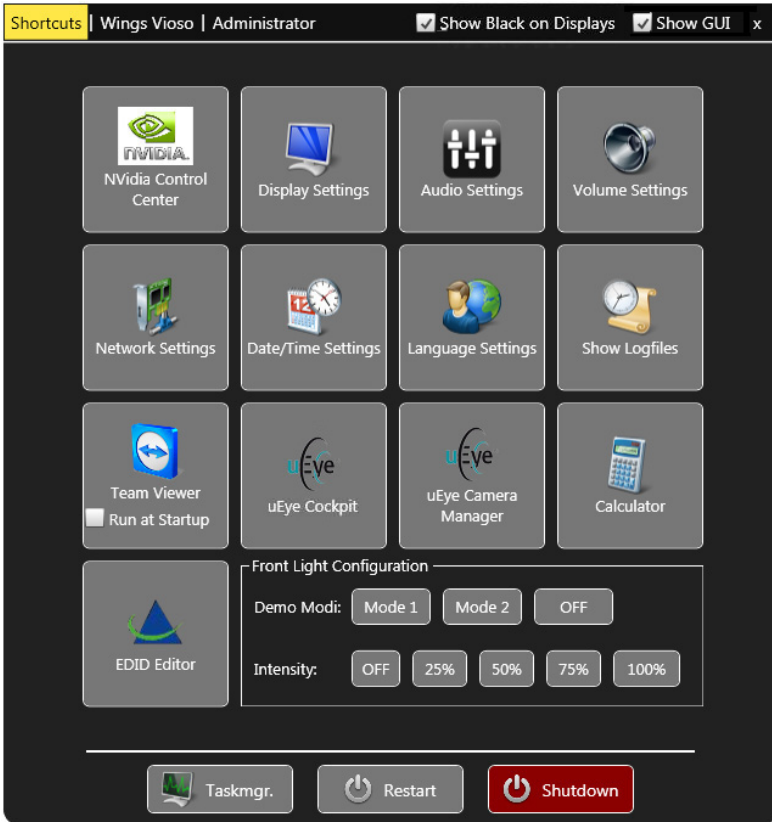 Shortcuts | Wings Vioso | Administrator Show Black on Displays Show GUI x
NVIDIA.
NVidia Control
Center
Display Settings
Audio Settings
Volume Settings
Network Settings
12
Date/Time Settings
Language Settings
Show Logfiles
Team Viewer
Run at Startup
uEye
uEye Cockpit
uEye
uEye Camera
Manager
Calculator
EDID Editor
Front Light Configuration
Demo Modi: Mode 1 Mode 2 OFF
Intensity: OFF 25% 50% 75% 100%
Taskmgr. Restart Shutdown